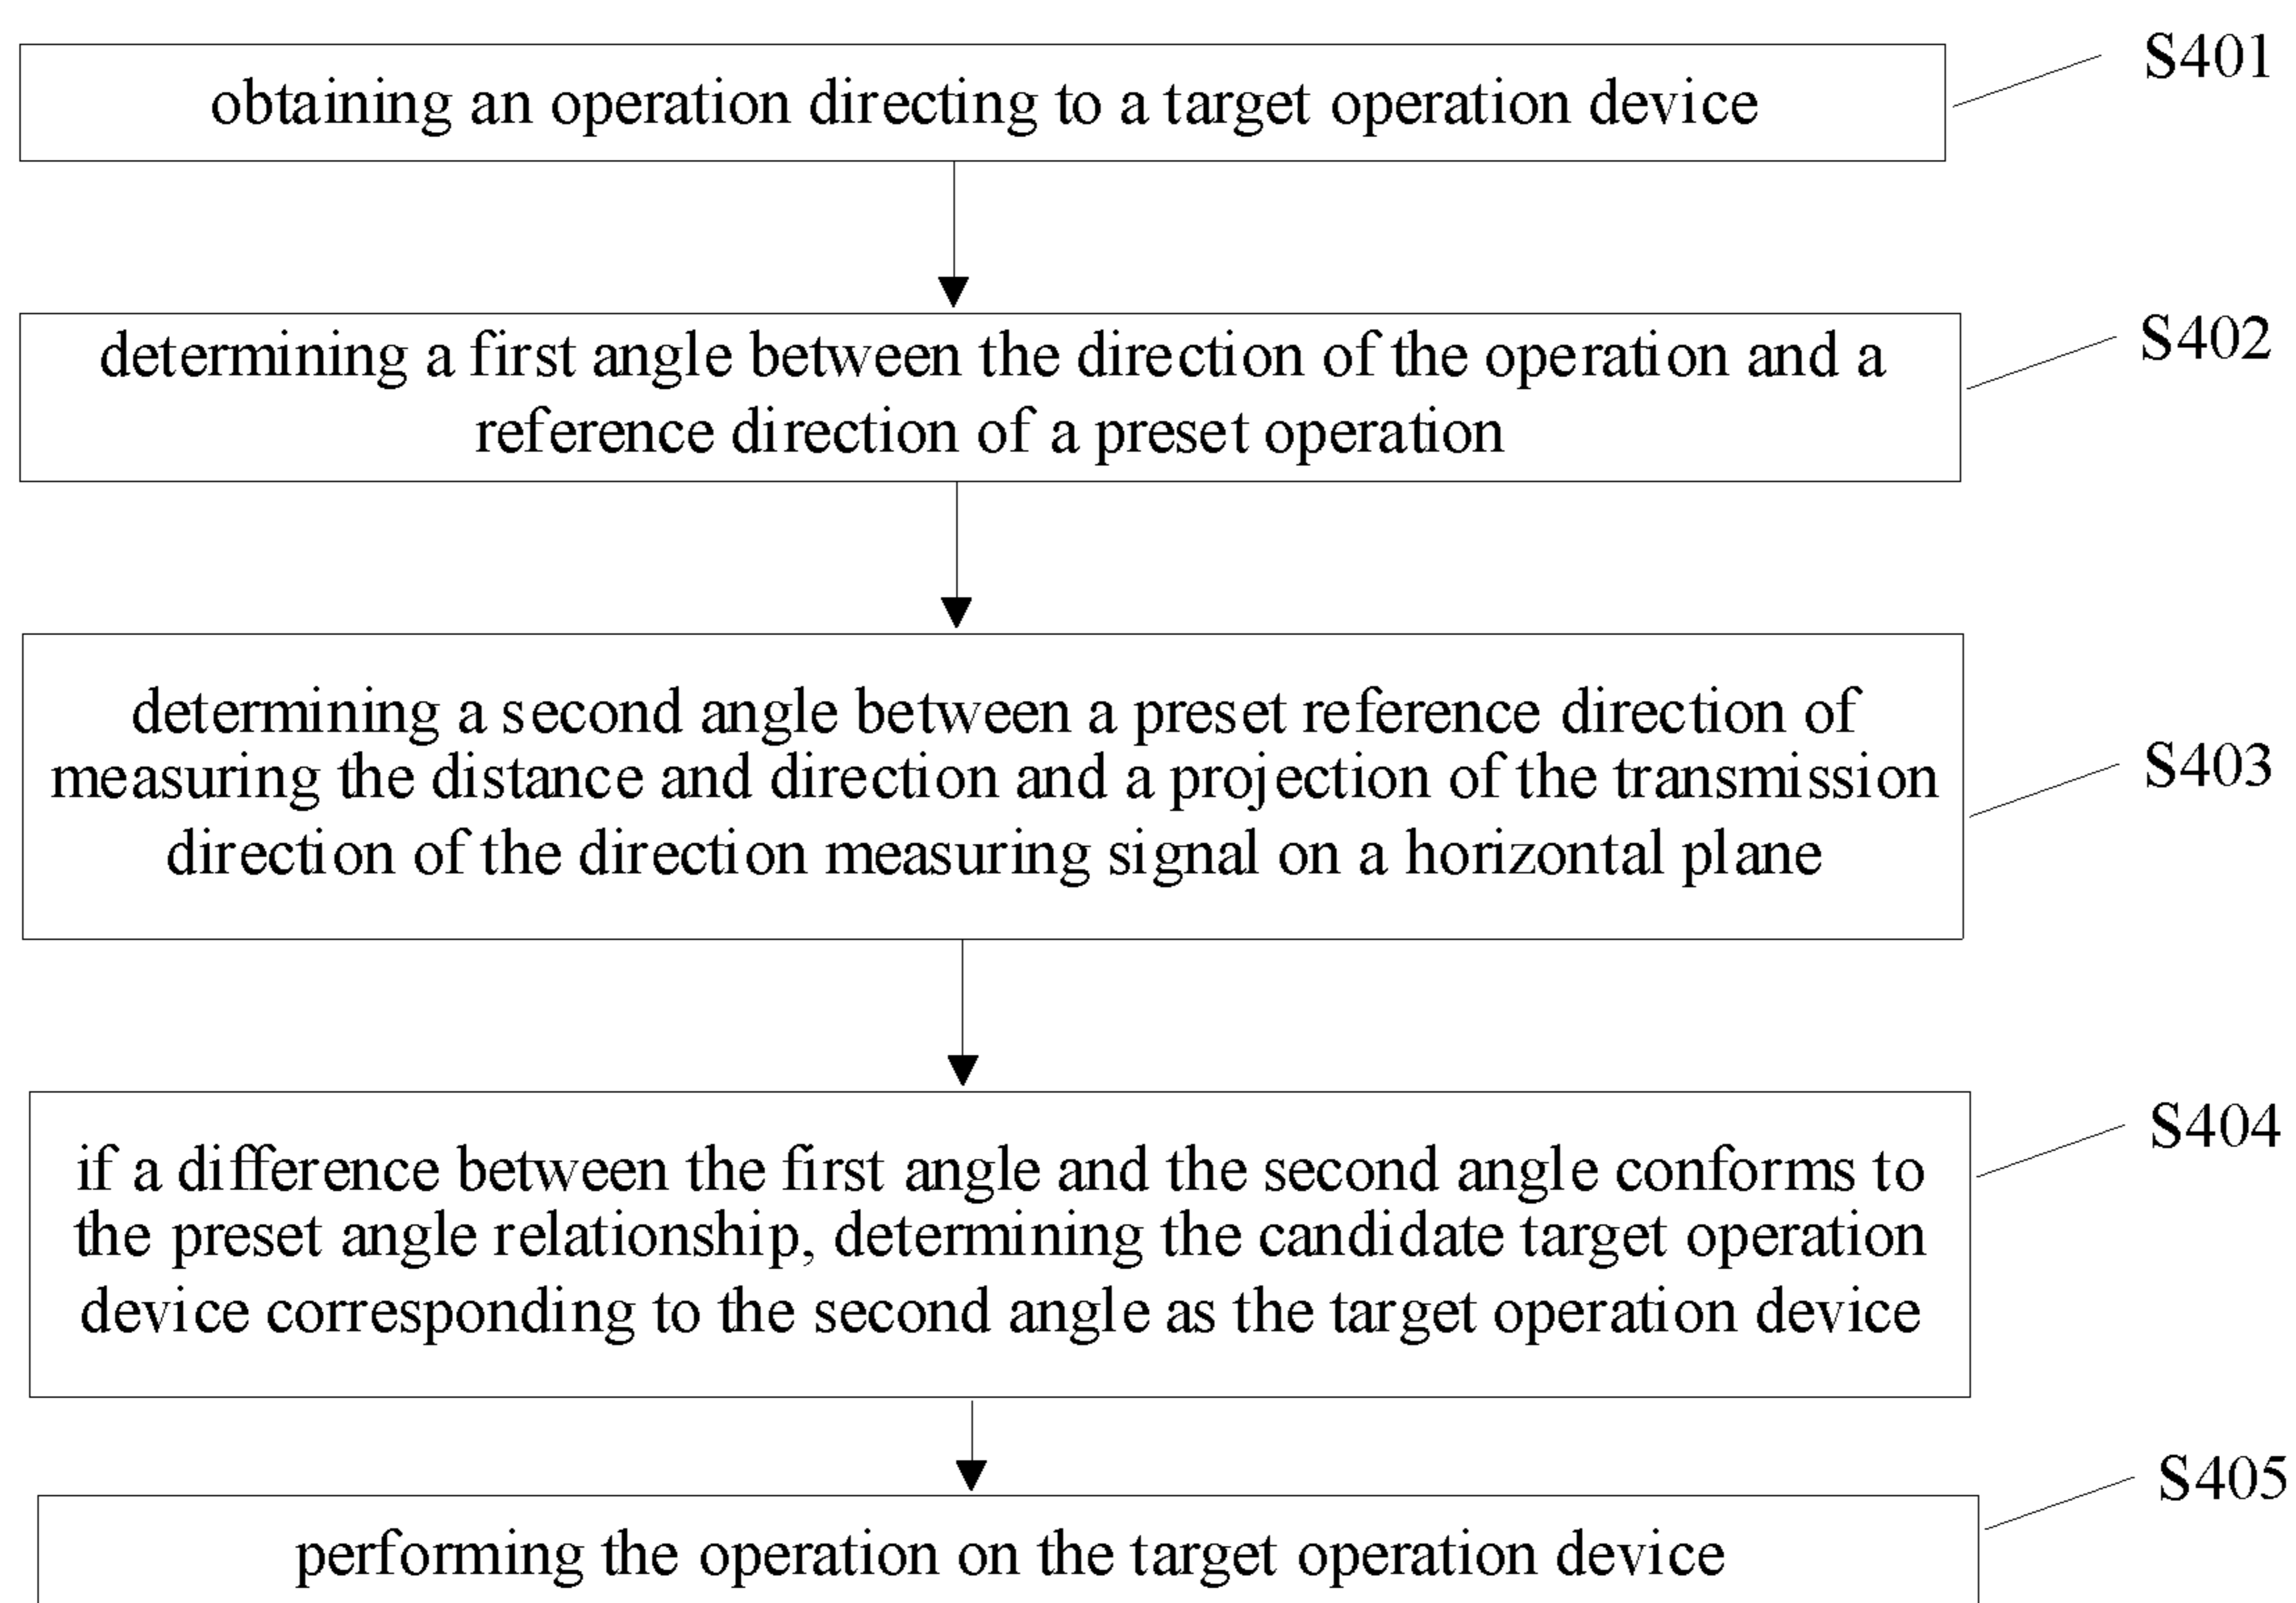 S401
obtaining an operation directing to a target operation device
S402
determining a first angle between the direction of the operation and a
reference direction of a preset operation
determining a second angle between a preset reference direction of
measuring the distance and direction and a projection of the transmission
S403
direction of the direction measuring signal on a horizontal plane
S404
if a difference between the first angle and the second angle conforms to
the preset angle relationship, determining the candidate target operation
device corresponding to the second angle as the target operation device
S405
performing the operation on the target operation device